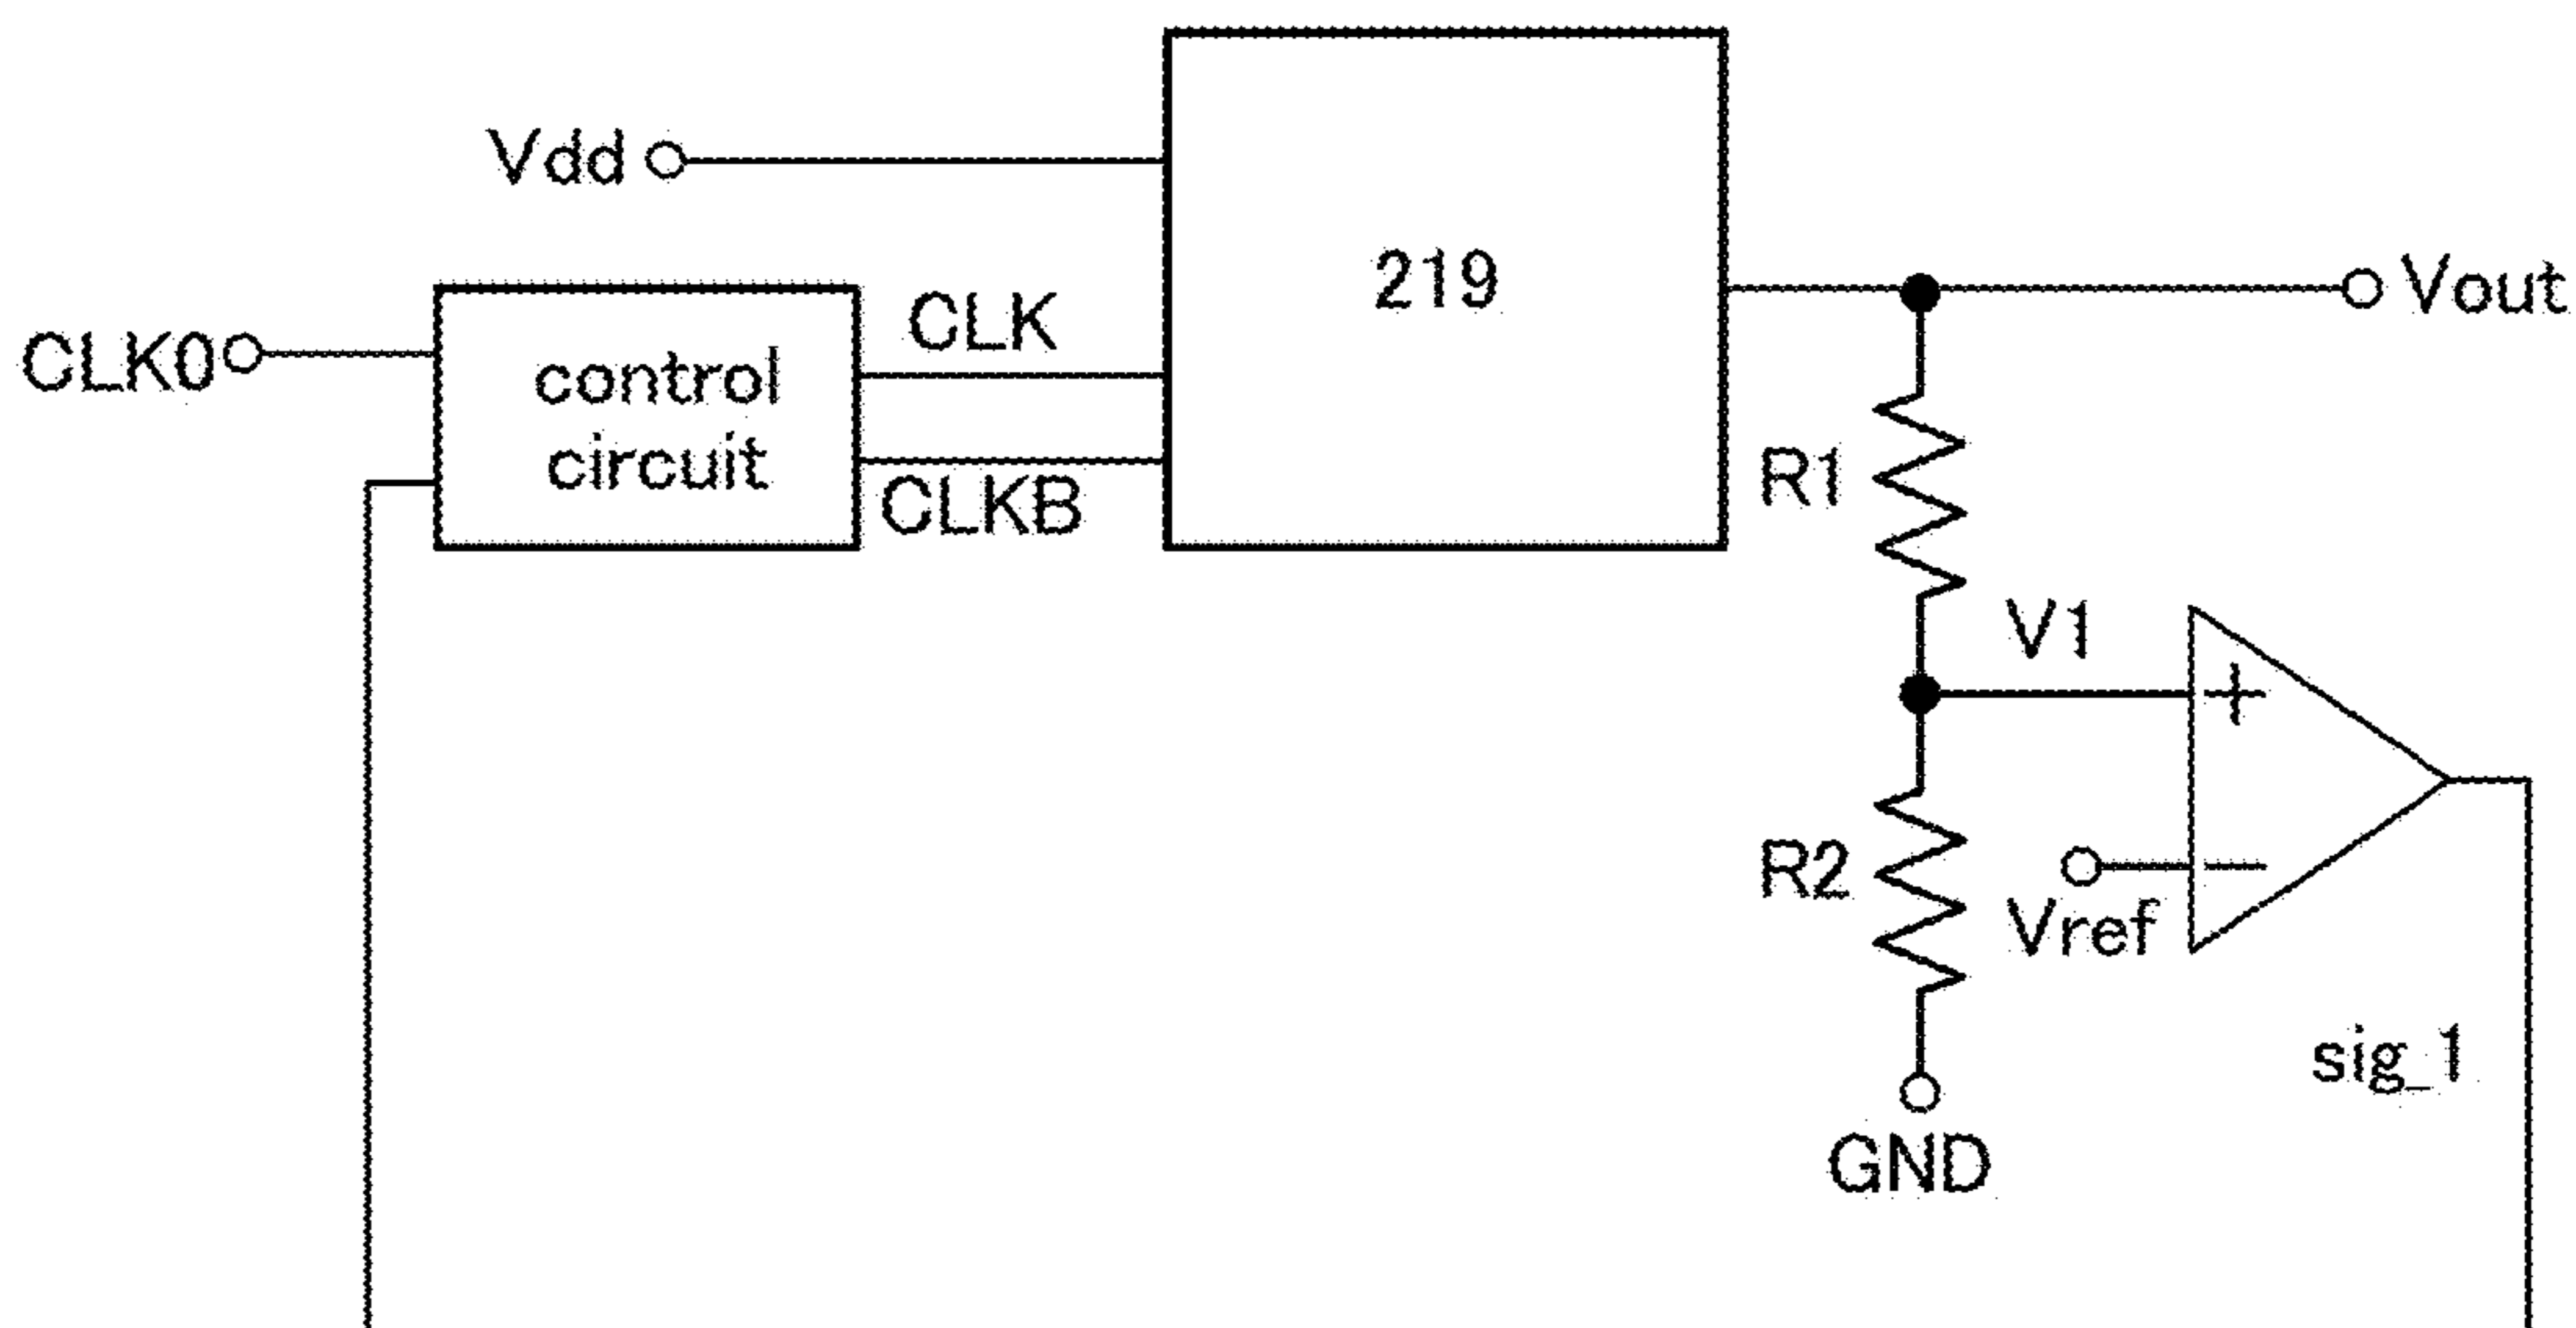 Vdd
219
CLK0
control
circuit
CLK
CLKB
Vout
R1
V1
+
R2
−
Vref
sig_1
GND